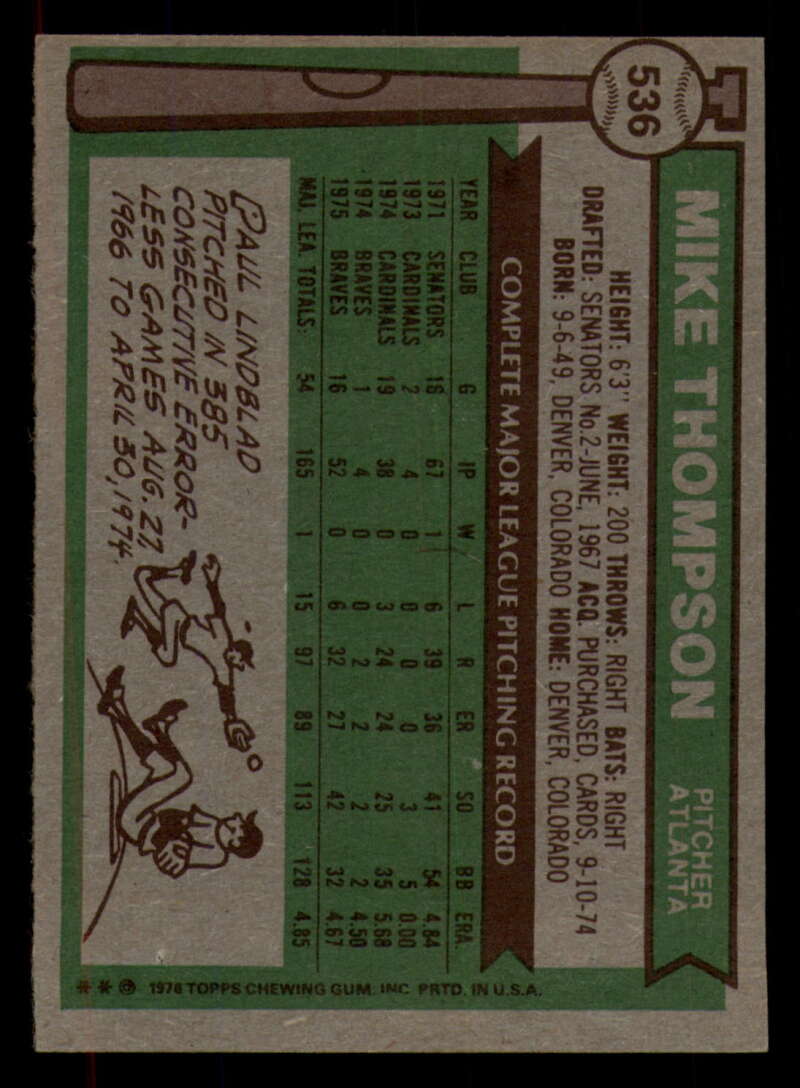 536
MIKE THOMPSON
PITCHER
ATLANTA
HEIGHT: 6'3" WEIGHT: 200 THROWS: RIGHT BATS: RIGHT
DRAFTED: SENATORS No.2-JUNE, 1967 ACQ. PURCHASED, CARDS, 9-10-74
BORN: 9-6-49, DENVER, COLORADO HOME: DENVER, COLORADO
COMPLETE MAJOR LEAGUE PITCHING RECORD
YEAR CLUB G IP W L R ER SO BB ERA.
1971 SENATORS 16 67 1 6 39 36 41 54 4.84
1973 CARDINALS 2 4 0 0 0 0 3 5 0.00
1974 CARDINALS 19 38 0 3 24 24 25 35 5.68
1974 BRAVES 1 4 0 0 2 2 2 2 4.50
1975 BRAVES 16 52 0 6 32 27 42 32 4.67
MAJ. LEA. TOTALS: 54 165 1 15 97 89 113 128 4.85
PAUL LINDBLAD
PITCHED IN 385
CONSECUTIVE ERROR-
LESS GAMES AUG. 27
1966 TO APRIL 30, 1974.
** © 1976 TOPPS CHEWING GUM. INC PRTD. IN U.S.A.